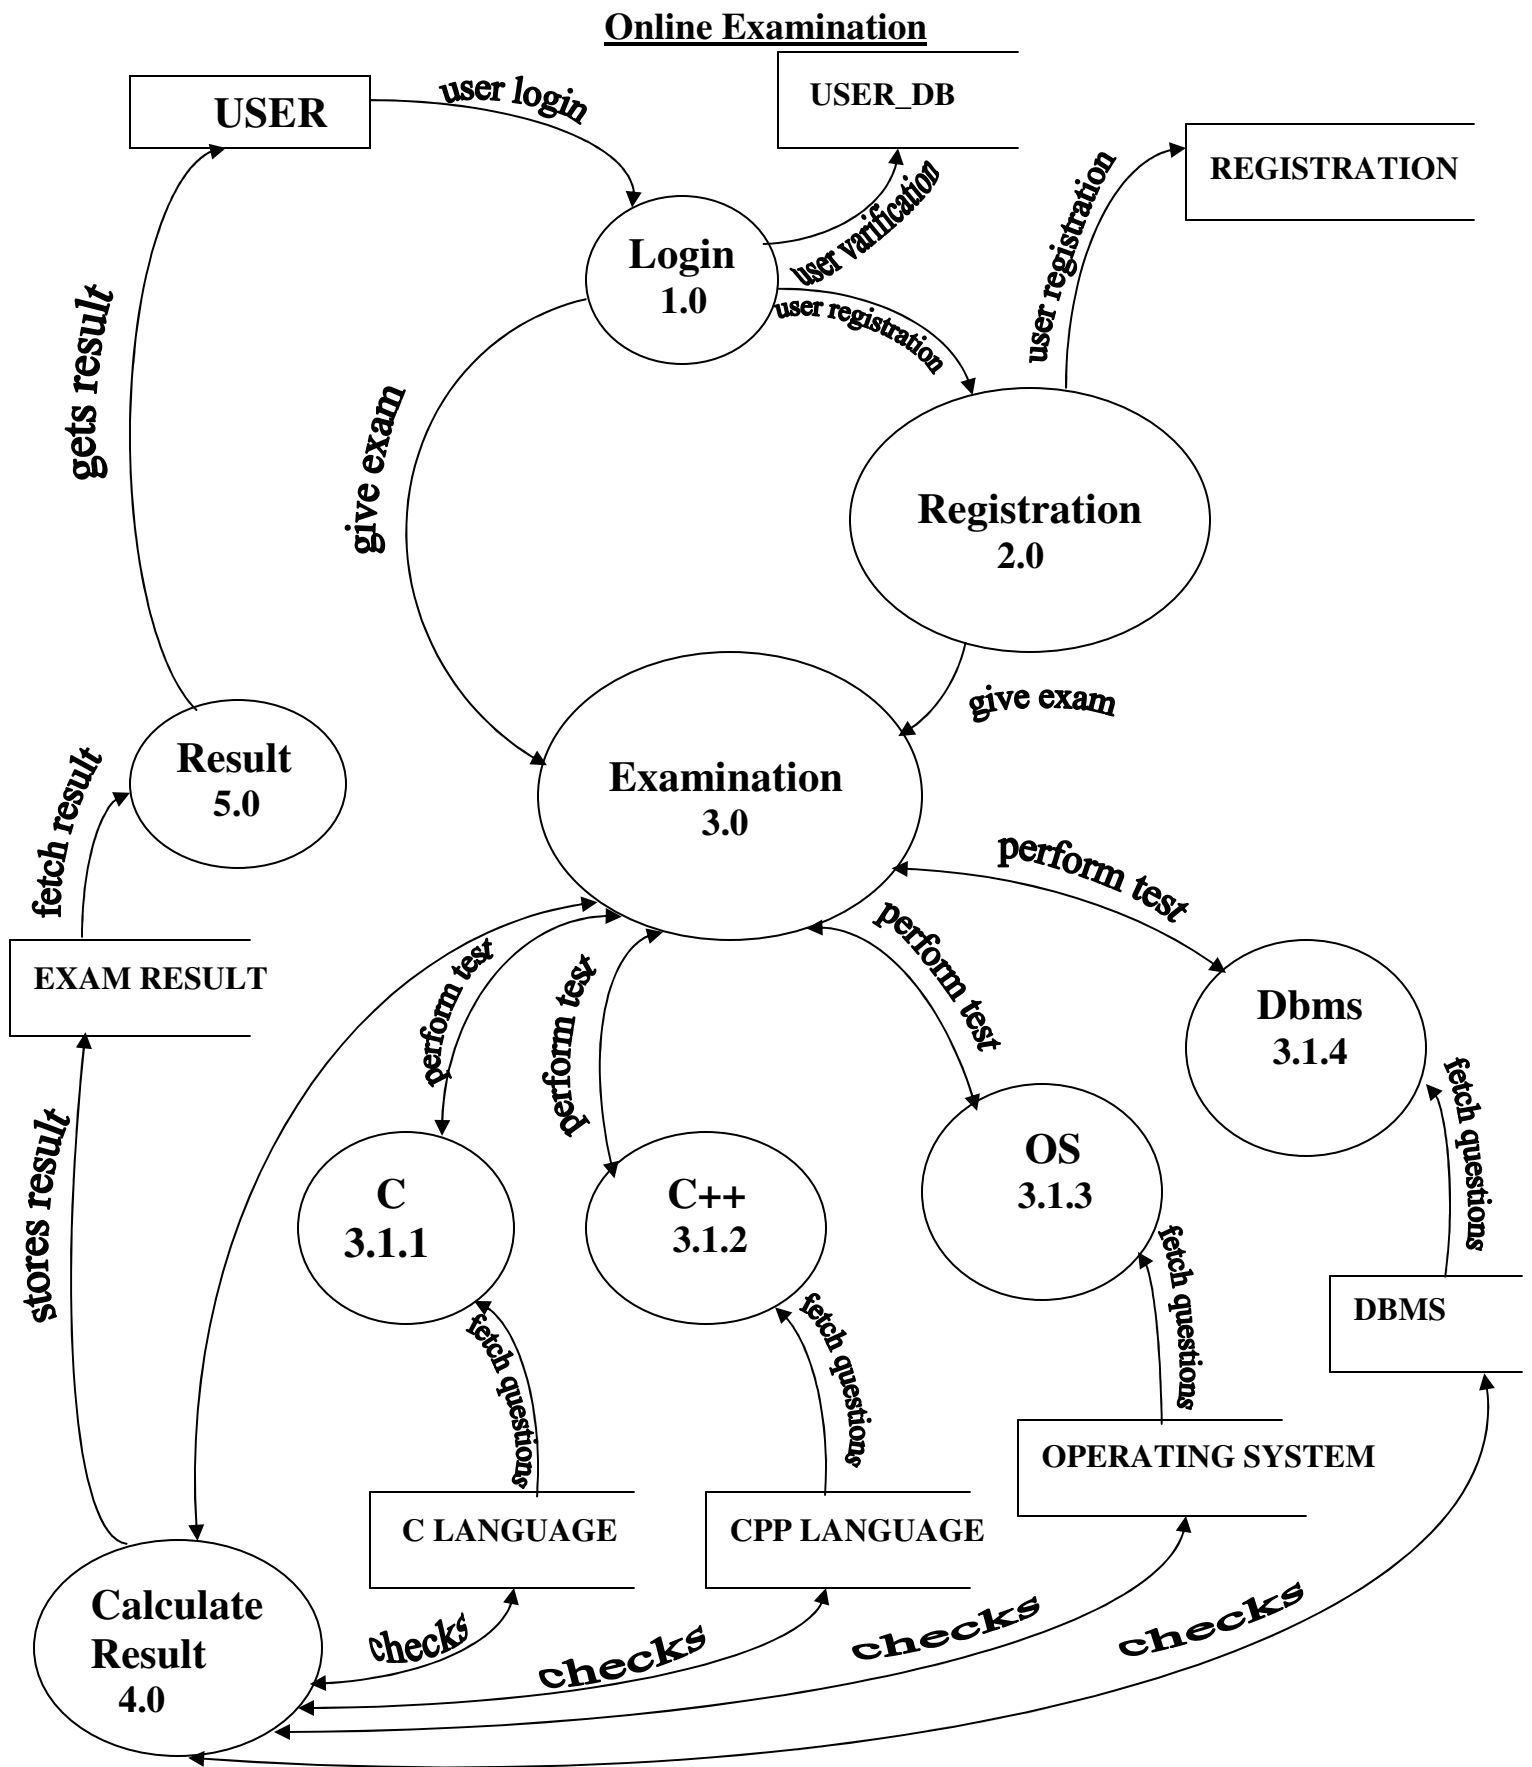 Online Examination
USER
user login
USER_DB
REGISTRATION
user varification
user registration
user registration
Login
1.0
gets result
give exam
Registration
2.0
give exam
Result
5.0
Examination
3.0
fetch result
perform test
perform test
perform test
perform test
EXAM RESULT
Dbms
3.1.4
fetch questions
OS
3.1.3
C
3.1.1
C++
3.1.2
stores result
fetch questions
fetch questions
fetch questions
DBMS
OPERATING SYSTEM
C LANGUAGE
CPP LANGUAGE
Calculate
Result
4.0
checks
checks
checks
checks